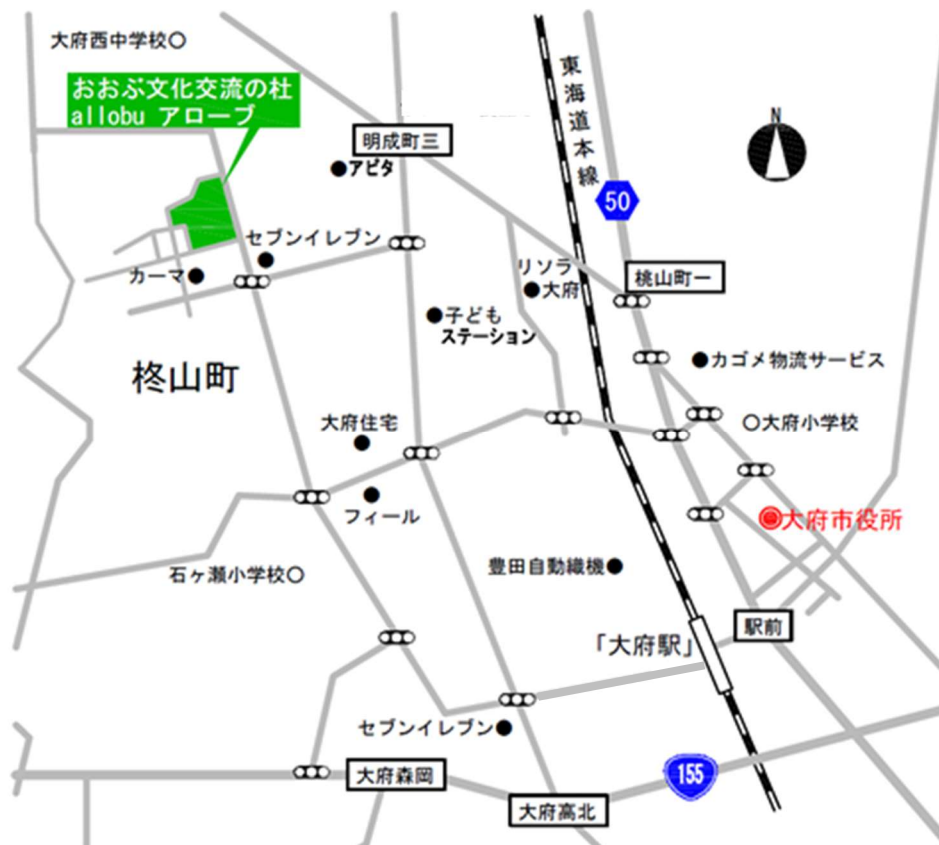 大府西中学校
おおぶ文化交流の杜
allobu アローブ
明成町三
アピタ
東海道本線
N
50
セブンイレブン
カーマ
リソラ
大府
桃山町一
子ども
ステーション
カゴメ物流サービス
柊山町
大府住宅
大府小学校
フィール
大府市役所
石ヶ瀬小学校
豊田自動織機
駅前
「大府駅」
セブンイレブン
大府森岡
155
大府高北